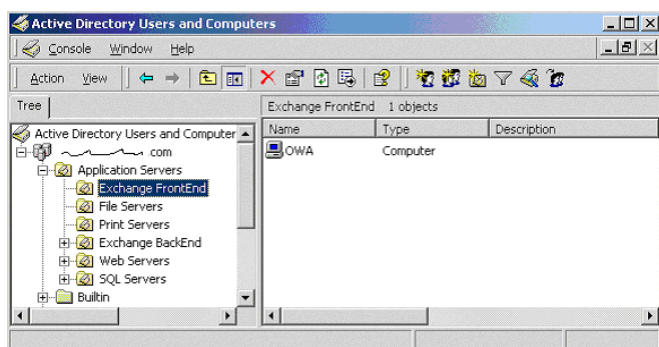 Active Directory Users and Computers
Console Window Help
Action View
Tree
Exchange FrontEnd 1 objects
Active Directory Users and Computer
.com
Application Servers
Exchange FrontEnd
File Servers
Print Servers
Exchange BackEnd
Web Servers
SQL Servers
Builtin
Name Type Description
OWA Computer